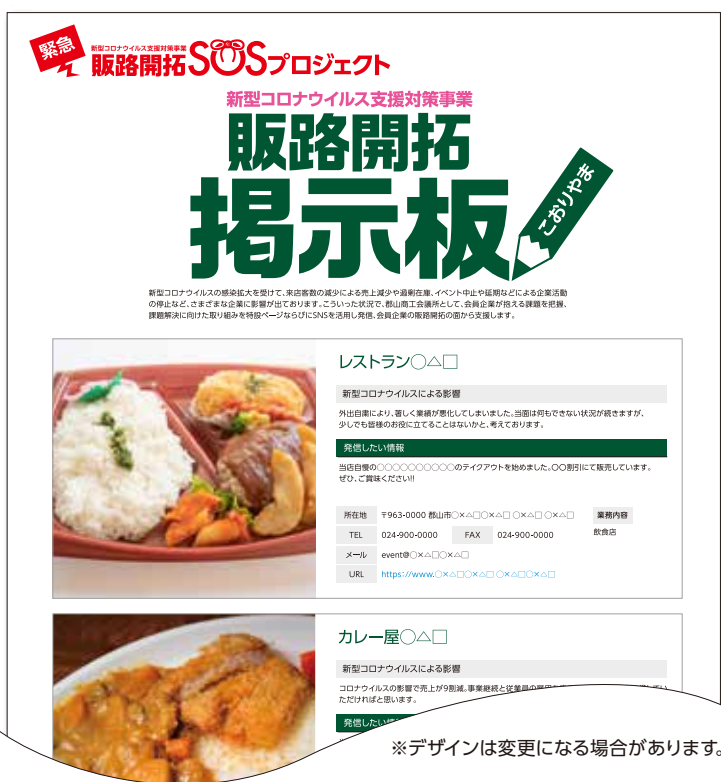 緊急
新型コロナウイルス支援対策事業
販路開拓SOSプロジェクト
新型コロナウイルス支援対策事業
販路開拓
掲示板
こおりやま
新型コロナウイルスの感染拡大を受けて、来店客数の減少による売上減少や過剰在庫、イベント中止や延期などによる企業活動
の停止など、さまざまな企業に影響が出ております。こういった状況で、郡山商工会議所として、会員企業が抱える課題を把握、
課題解決に向けた取り組みを特設ページならびにSNSを活用し発信、会員企業の販路開拓の面から支援します。
レストラン○△□
新型コロナウイルスによる影響
外出自粛により、著しく業績が悪化してしまいました。当面は何もできない状況が続きますが、
少しでも皆様のお役に立てることはないかと、考えております。
発信したい情報
当店自慢の○○○○○○○○○○のテイクアウトを始めました。○○割引にて販売しています。
ぜひ、ご賞味ください!!
所在地 〒963-0000 郡山市○×△□○×△□ ○×△□ ○×△□ 業務内容
TEL 024-900-0000 FAX 024-900-0000 飲食店
メール event@○×△□○×△□
URL https://www.○×△□○×△□ ○×△□○×△□
カレー屋○△□
新型コロナウイルスによる影響
コロナウイルスの影響で売上が9割減。事業継続と従業員の
ただければと思います。
発信したい
※デザインは変更になる場合があります。